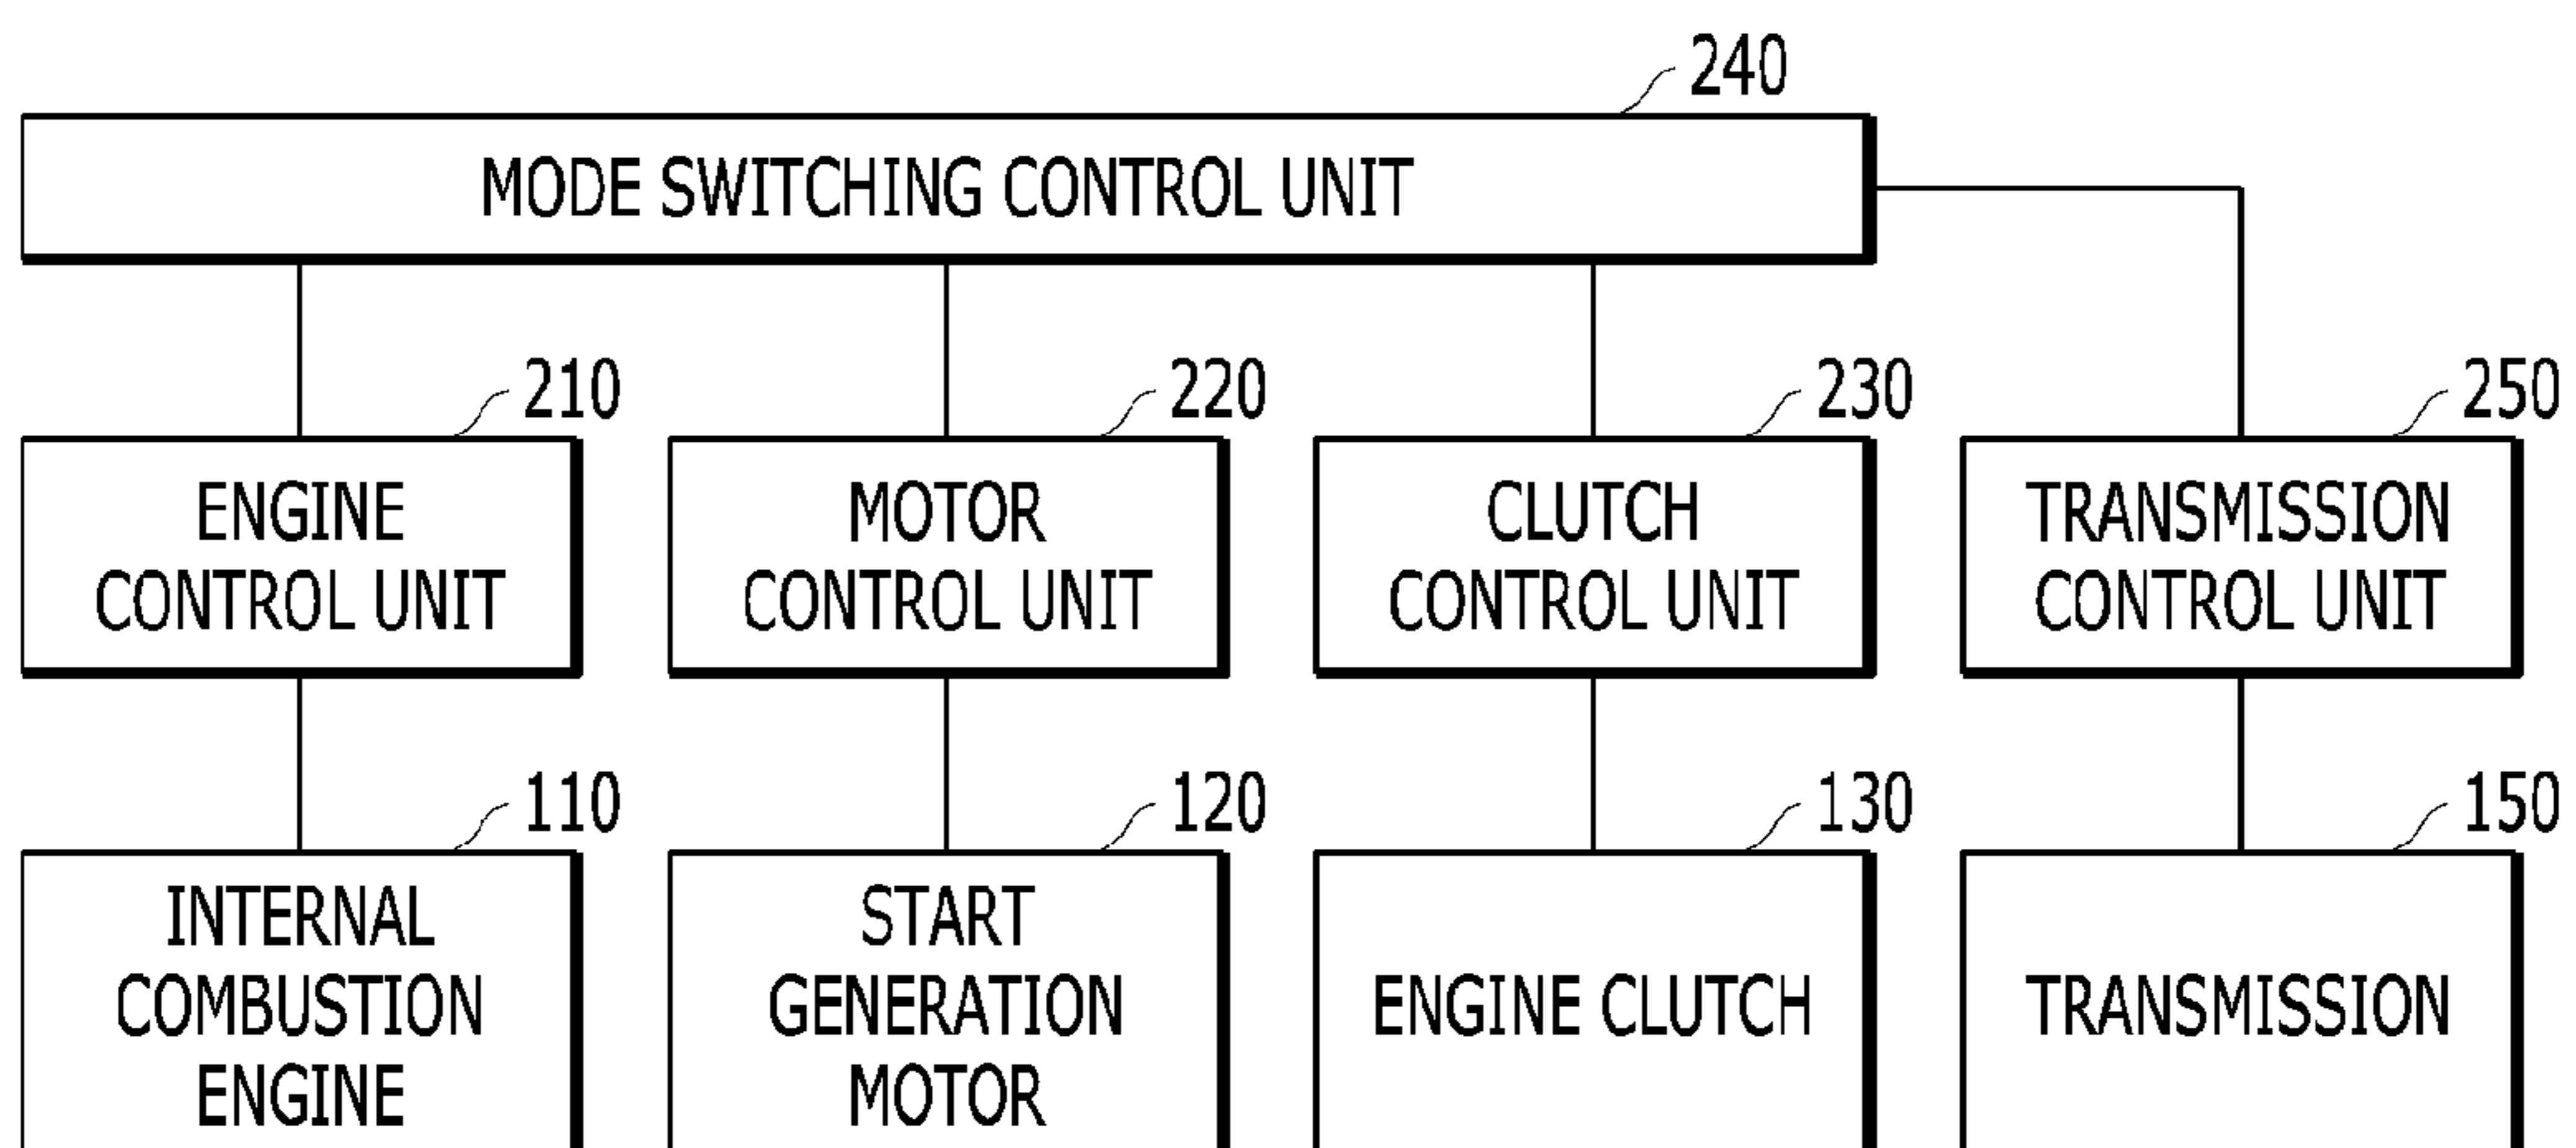 240
MODE SWITCHING CONTROL UNIT
210
220
230
250
ENGINE
CONTROL UNIT
MOTOR
CONTROL UNIT
CLUTCH
CONTROL UNIT
TRANSMISSION
CONTROL UNIT
110
120
130
150
INTERNAL
COMBUSTION
ENGINE
START
GENERATION
MOTOR
ENGINE CLUTCH
TRANSMISSION